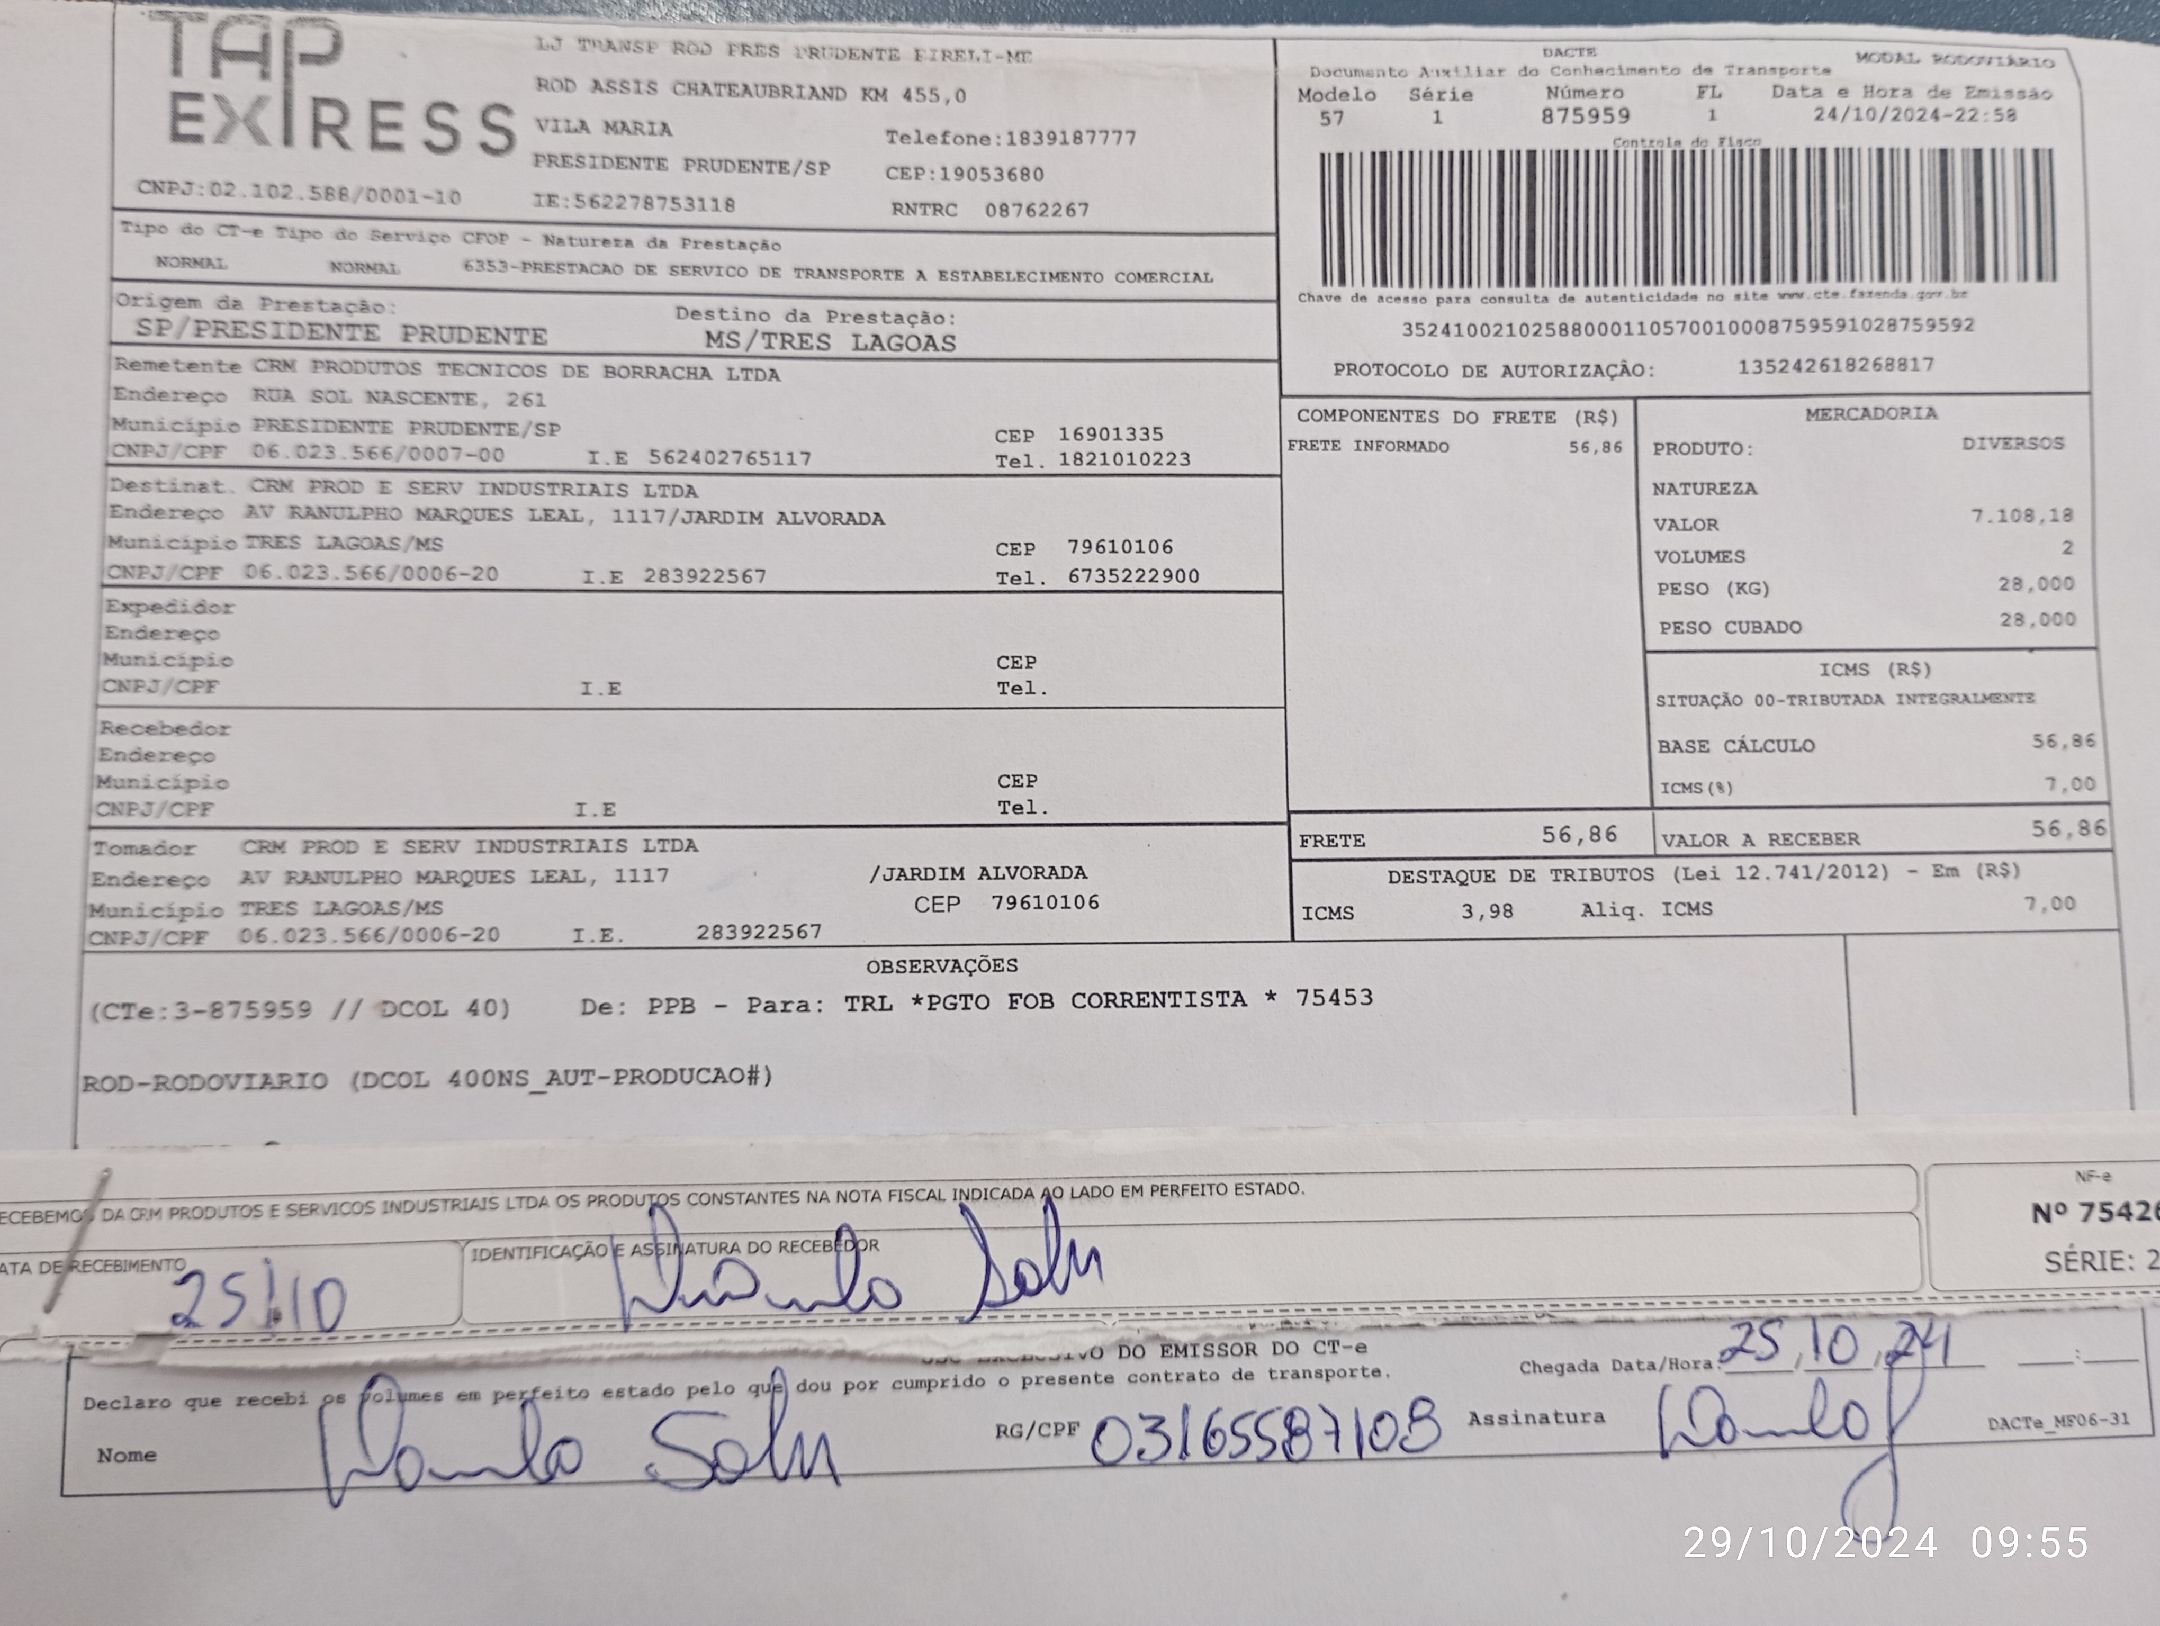 TAP EXPRESS
LJ TRANSP ROD PRES PRUDENTE EIRELI-ME
ROD ASSIS CHATEAUBRIAND KM 455,0
VILA MARIA Telefone:1839187777
PRESIDENTE PRUDENTE/SP CEP:19053680
CNPJ:02.102.588/0001-10 IE:562278753118 RNTRC 08762267
DACTE MODAL RODOVIÁRIO
Documento Auxiliar do Conhecimento de Transporte
Modelo Série Número FL Data e Hora de Emissão
57 1 875959 1 24/10/2024-22:58
Controle do Fisco
Chave de acesso para consulta de autenticidade no site www.cte.fazenda.gov.br
35241002102588000110570010008759591028759592
PROTOCOLO DE AUTORIZAÇÃO: 135242618268817
Tipo do CT-e Tipo do Serviço CFOP - Natureza da Prestação
NORMAL NORMAL 6353-PRESTACAO DE SERVICO DE TRANSPORTE A ESTABELECIMENTO COMERCIAL
Origem da Prestação: Destino da Prestação:
SP/PRESIDENTE PRUDENTE MS/TRES LAGOAS
Remetente CRM PRODUTOS TECNICOS DE BORRACHA LTDA
Endereço RUA SOL NASCENTE, 261
Município PRESIDENTE PRUDENTE/SP CEP 16901335
CNPJ/CPF 06.023.566/0007-00 I.E 562402765117 Tel. 1821010223
Destinat. CRM PROD E SERV INDUSTRIAIS LTDA
Endereço AV RANULPHO MARQUES LEAL, 1117/JARDIM ALVORADA
Município TRES LAGOAS/MS CEP 79610106
CNPJ/CPF 06.023.566/0006-20 I.E 283922567 Tel. 6735222900
Expedidor
Endereço
Município CEP
CNPJ/CPF I.E Tel.
Recebedor
Endereço
Município CEP
CNPJ/CPF I.E Tel.
Tomador CRM PROD E SERV INDUSTRIAIS LTDA
Endereço AV RANULPHO MARQUES LEAL, 1117 /JARDIM ALVORADA
Município TRES LAGOAS/MS CEP 79610106
CNPJ/CPF 06.023.566/0006-20 I.E. 283922567
COMPONENTES DO FRETE (R$)
FRETE INFORMADO 56,86
MERCADORIA
PRODUTO: DIVERSOS
NATUREZA
VALOR 7.108,18
VOLUMES 2
PESO (KG) 28,000
PESO CUBADO 28,000
ICMS (R$)
SITUAÇÃO 00-TRIBUTADA INTEGRALMENTE
BASE CÁLCULO 56,86
ICMS(%) 7,00
FRETE 56,86 VALOR A RECEBER 56,86
DESTAQUE DE TRIBUTOS (Lei 12.741/2012) - Em (R$)
ICMS 3,98 Aliq. ICMS 7,00
OBSERVAÇÕES
(CTe:3-875959 // DCOL 40) De: PPB - Para: TRL *PGTO FOB CORRENTISTA * 75453
ROD-RODOVIARIO (DCOL 400NS_AUT-PRODUCAO#)
ECEBEMOS DA CRM PRODUTOS E SERVICOS INDUSTRIAIS LTDA OS PRODUTOS CONSTANTES NA NOTA FISCAL INDICADA AO LADO EM PERFEITO ESTADO.
NF-e
Nº 7542
SÉRIE: 2
ATA DE RECEBIMENTO IDENTIFICAÇÃO E ASSINATURA DO RECEBEDOR
25/10
DO EMISSOR DO CT-e
Declaro que recebi os volumes em perfeito estado pelo que dou por cumprido o presente contrato de transporte. Chegada Data/Hora: 25/10/24 :
Nome RG/CPF 03165587108 Assinatura DACTe_MF06-31
29/10/2024 09:55